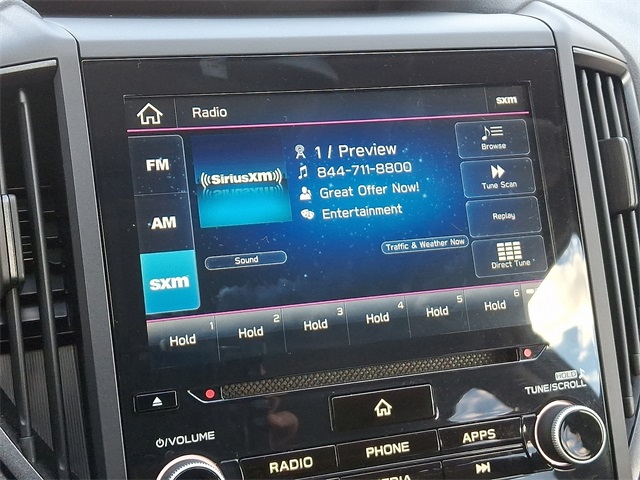 Radio
sxm
FM
AM
sxm
((SiriusXM))
1 / Preview
844-711-8800
Great Offer Now!
Entertainment
Browse
Tune Scan
Replay
Direct Tune
Sound
Traffic & Weather Now
Hold 1
Hold 2
Hold 3
Hold 4
Hold 5
Hold 6
HOLD
TUNE/SCROLL
/VOLUME
RADIO
PHONE
APPS
MEDIA